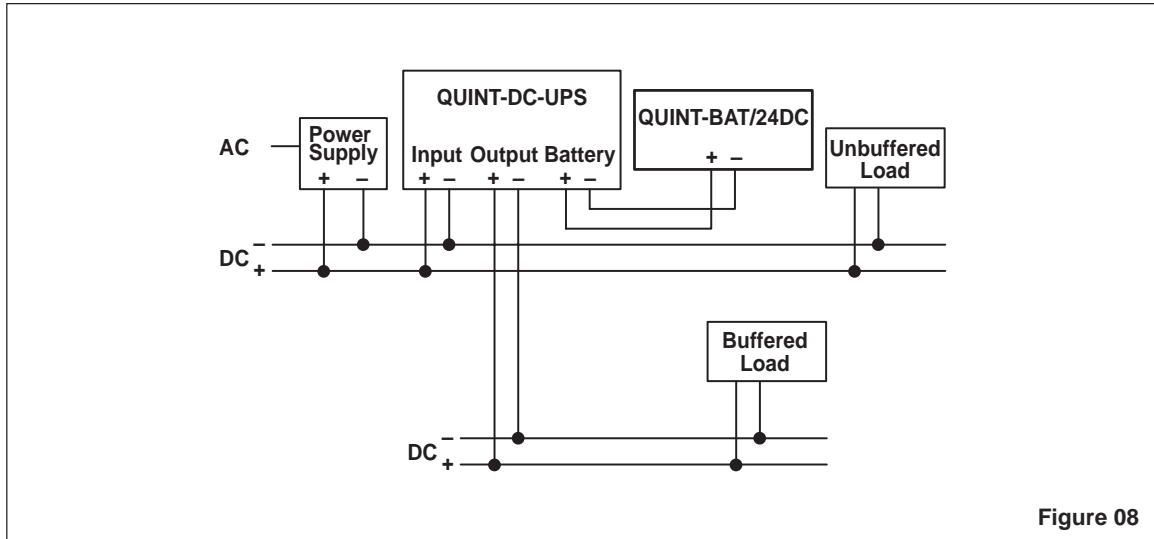 QUINT-DC-UPS
QUINT-BAT/24DC
AC
Power
Supply
+ –
Input Output Battery
+ – + – + –
+ –
Unbuffered
Load
DC –
+
Buffered
Load
DC –
+
Figure 08